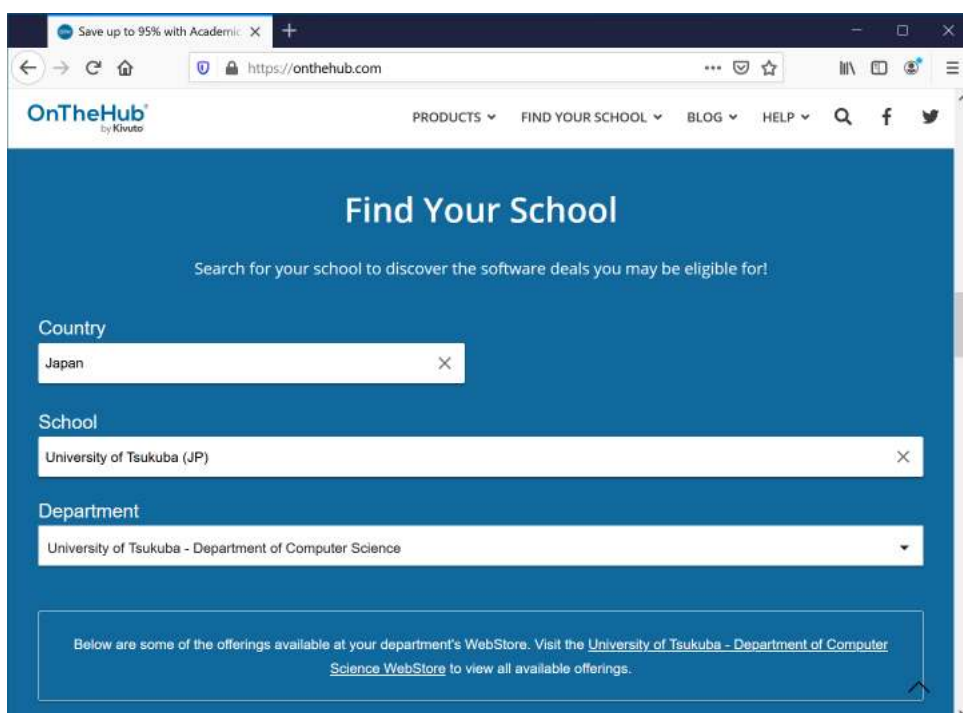 Save up to 95% with Academic
https://onthehub.com
OnTheHub
by Kivuto
PRODUCTS FIND YOUR SCHOOL BLOG HELP
Find Your School
Search for your school to discover the software deals you may be eligible for!
Country
Japan
School
University of Tsukuba (JP)
Department
University of Tsukuba - Department of Computer Science
Below are some of the offerings available at your department's WebStore. Visit the University of Tsukuba - Department of Computer
Science WebStore to view all available offerings.